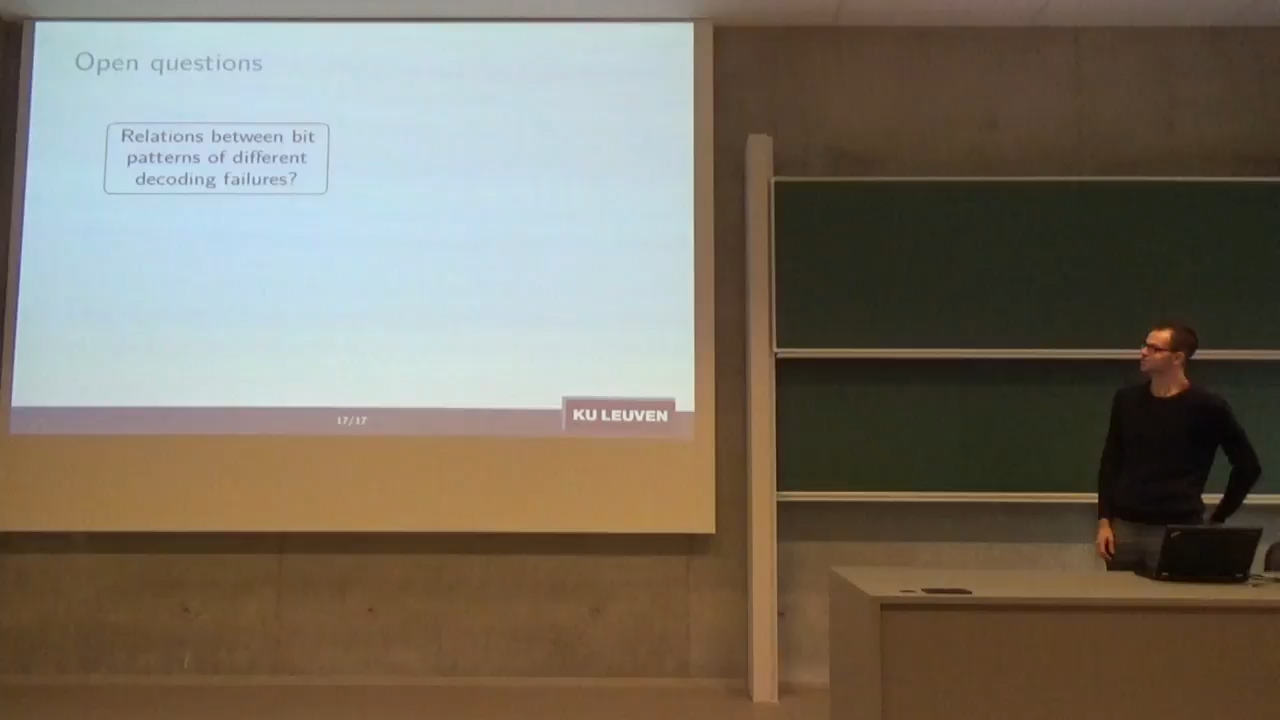 Open questions
Relations between bit
patterns of different
decoding failures?
17/17
KU LEUVEN